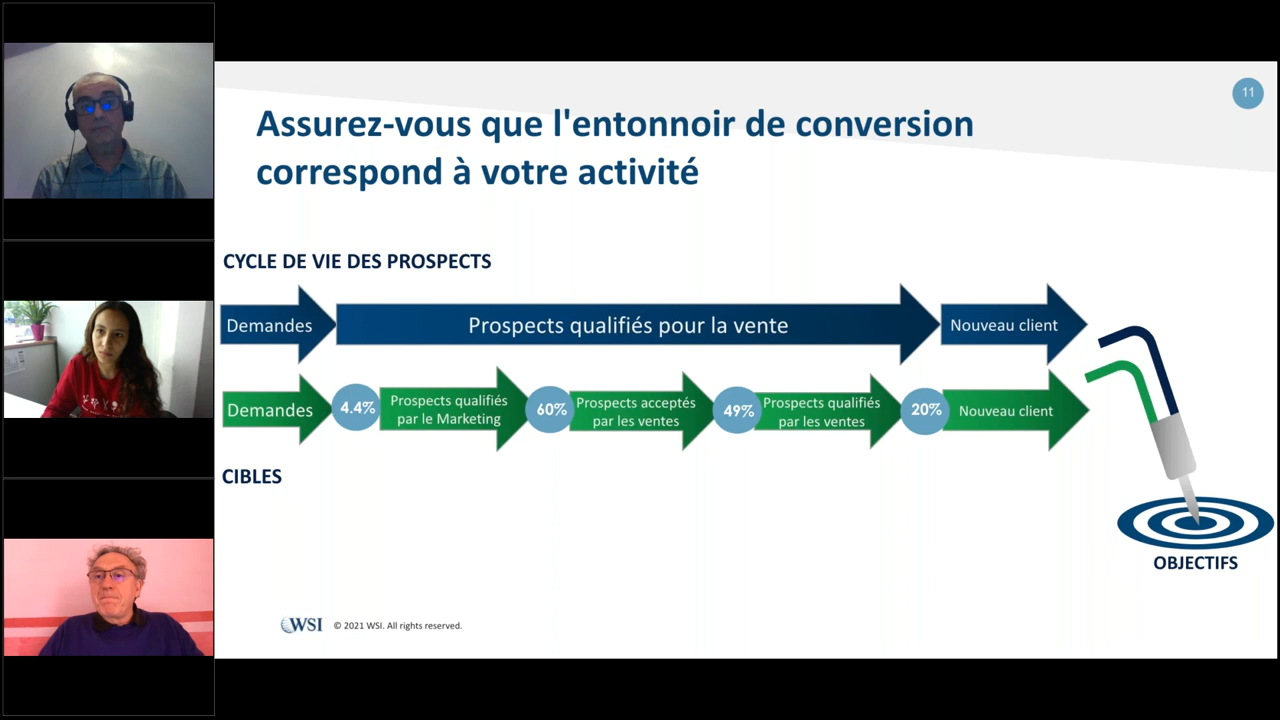 11
Assurez-vous que l'entonnoir de conversion
correspond à votre activité
CYCLE DE VIE DES PROSPECTS
Demandes
Prospects qualifiés pour la vente
Nouveau client
Demandes
4.4%
Prospects qualifiés
par le Marketing
60%
Prospects acceptés
par les ventes
49%
Prospects qualifiés
par les ventes
20%
Nouveau client
CIBLES
OBJECTIFS
WSI
© 2021 WSI. All rights reserved.